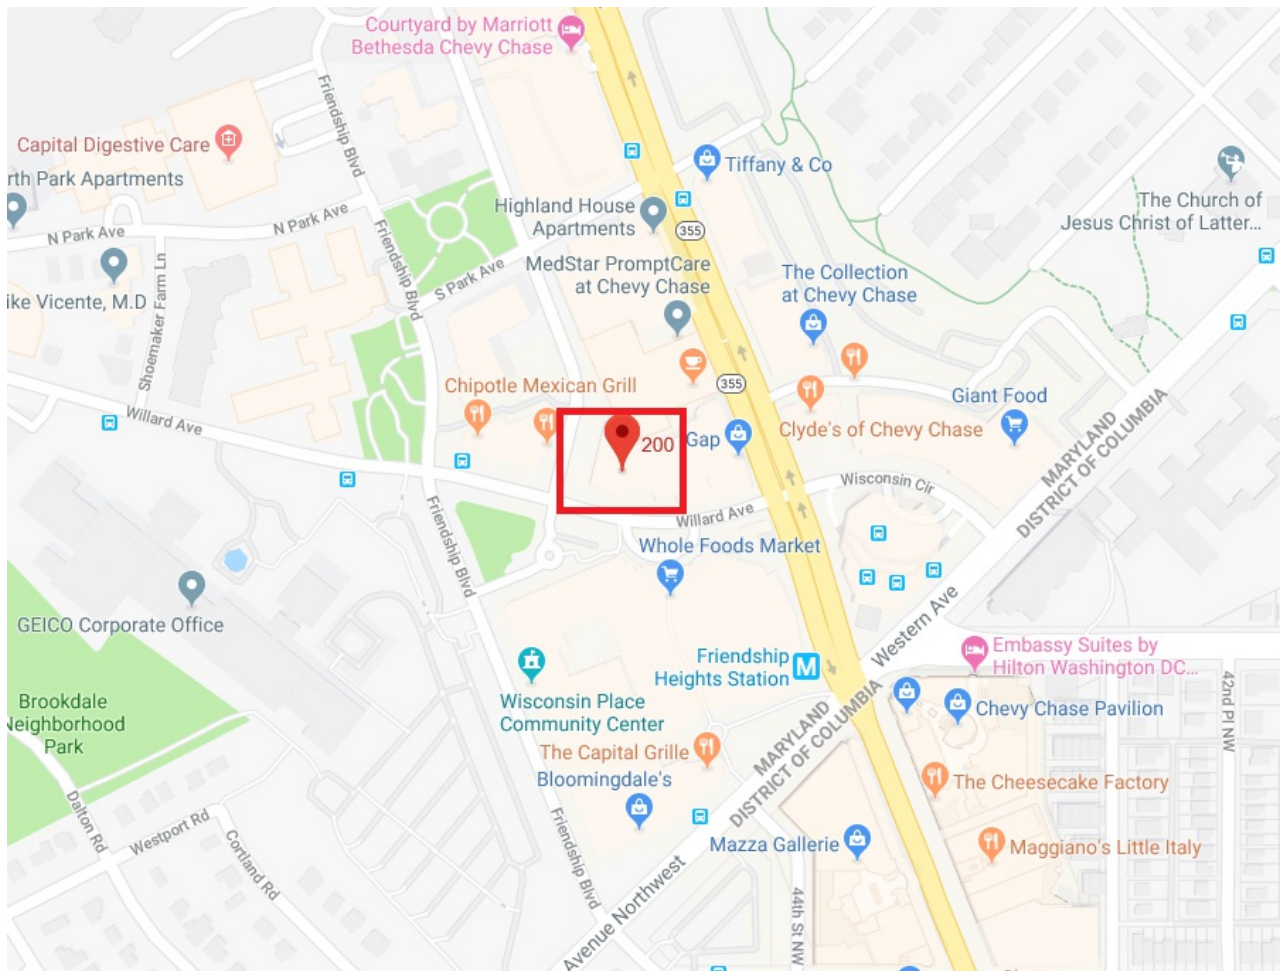 Courtyard by Marriott
Bethesda Chevy Chase
Friendship Blvd
Capital Digestive Care
rth Park Apartments
Tiffany & Co
The Church of
Jesus Christ of Latter...
N Park Ave
N Park Ave
Friendship Blvd
Highland House
Apartments
355
MedStar PromptCare
at Chevy Chase
S Park Ave
The Collection
at Chevy Chase
ike Vicente, M.D
Shoemaker Farm Ln
Chipotle Mexican Grill
355
Giant Food
Willard Ave
200
Gap
Clyde's of Chevy Chase
MARYLAND
DISTRICT OF COLUMBIA
Wisconsin Cir
Friendship Blvd
Willard Ave
Whole Foods Market
GEICO Corporate Office
Western Ave
Friendship
Heights Station
M
Embassy Suites by
Hilton Washington DC...
Brookdale
Neighborhood
Park
Wisconsin Place
Community Center
MARYLAND
DISTRICT OF COLUMBIA
Chevy Chase Pavilion
42nd Pl NW
The Capital Grille
Bloomingdale's
The Cheesecake Factory
Dalton Rd
Westport Rd
Cortland Rd
Friendship Blvd
Mazza Gallerie
Maggiano's Little Italy
Avenue Northwest
44th St NW